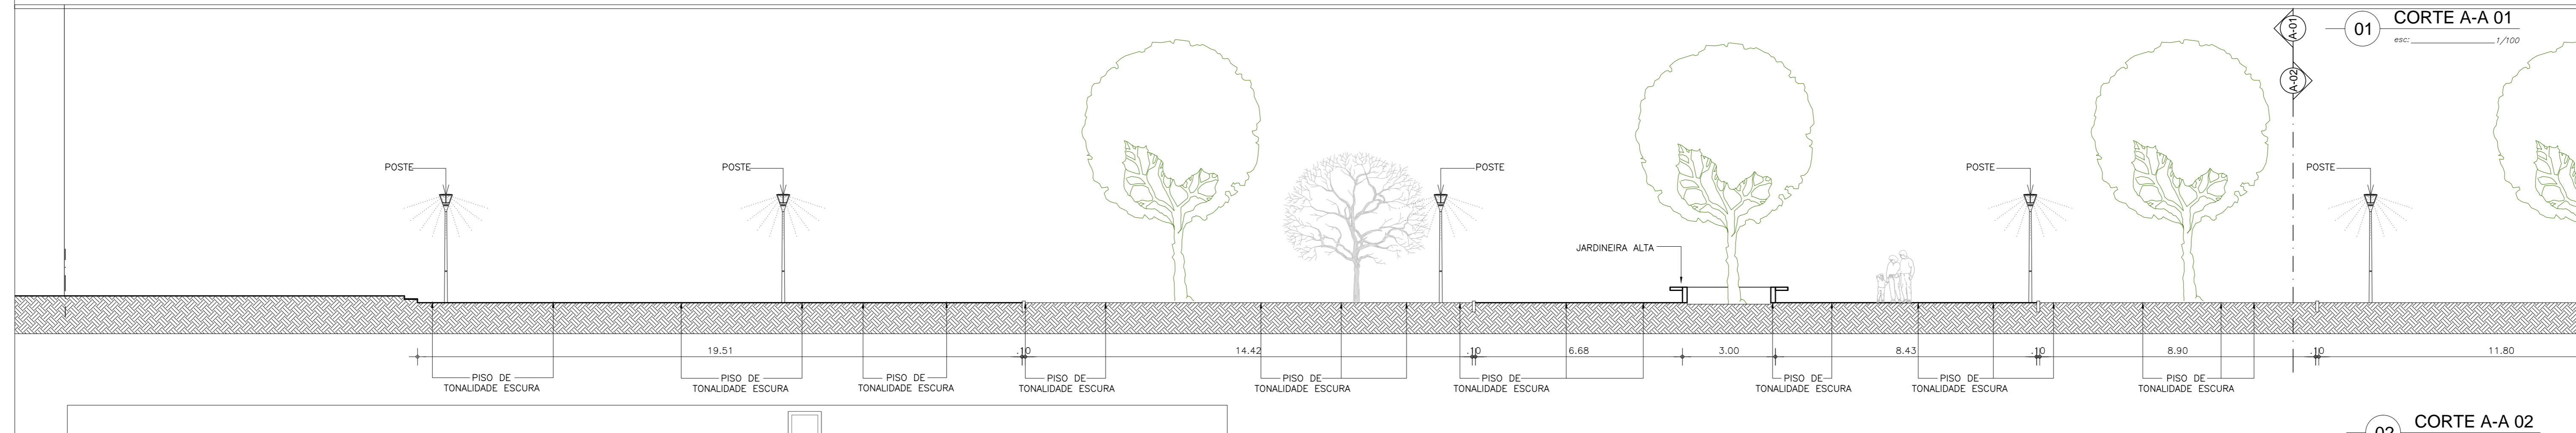 A-01
01
CORTE A-A 01
esc:
1/100
A-02
POSTE
POSTE
POSTE
POSTE
POSTE
JARDINEIRA ALTA
19.51
.10
14.42
.10
6.68
3.00
8.43
.10
8.90
.10
11.80
PISO DE
TONALIDADE ESCURA
PISO DE
TONALIDADE ESCURA
PISO DE
TONALIDADE ESCURA
PISO DE
TONALIDADE ESCURA
PISO DE
TONALIDADE ESCURA
PISO DE
TONALIDADE ESCURA
PISO DE
TONALIDADE ESCURA
PISO DE
TONALIDADE ESCURA
PISO DE
TONALIDADE ESCURA
02
CORTE A-A 02